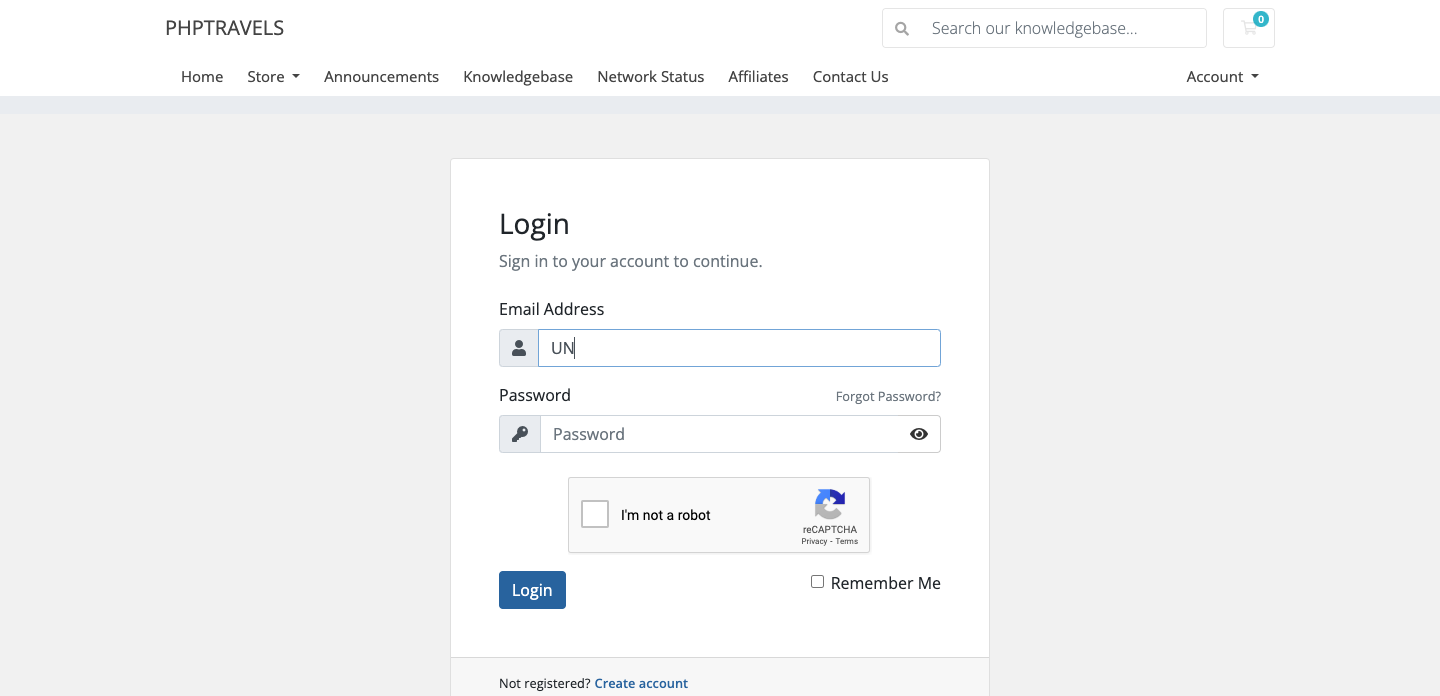 PHPTRAVELS
Search our knowledgebase...
0
Home Store Announcements Knowledgebase Network Status Affiliates Contact Us Account
Login
Sign in to your account to continue.
Email Address
UN
Password Forgot Password?
Password
I'm not a robot
reCAPTCHA
Privacy - Terms
Login Remember Me
Not registered? Create account